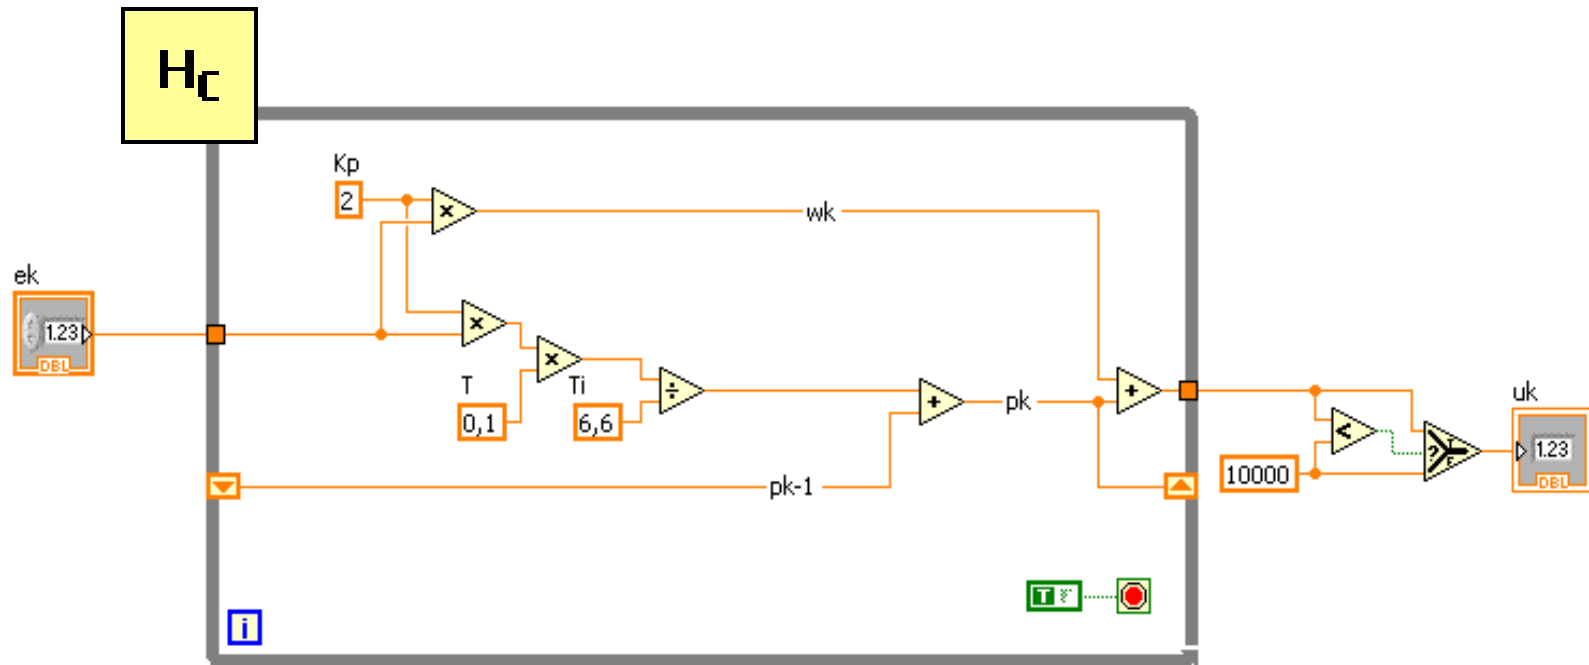 HC
Kp
2
×
wk
ek
1.23
DBL
×
×
T
Ti
÷
0,1
6,6
+
pk
+
pk-1
<
10000
?
T
F
uk
1.23
DBL
T
F
i